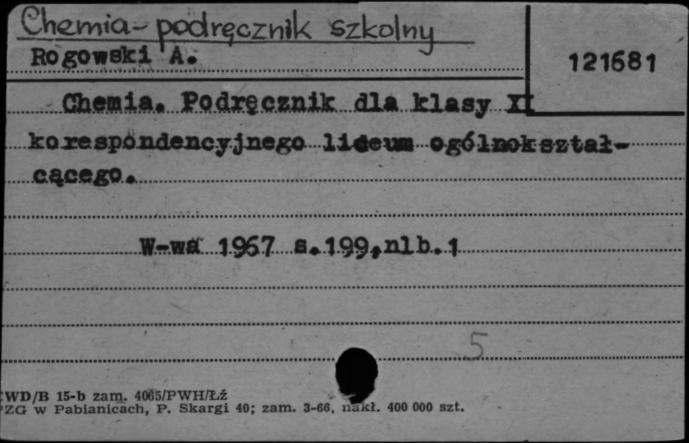 Chemia - podręcznik szkolny
Rogowski A.
121681
Chemia. Podręcznik dla klasy XI
korespondencyjnego liceum ogólnokształ-
cącego.
W-wa 1967 s.199,nlb.1
5
WD/B 15-b zam. 4065/PWH/Łź
PZG w Pabianicach, P. Skargi 40; zam. 3-66, nakł. 400 000 szt.